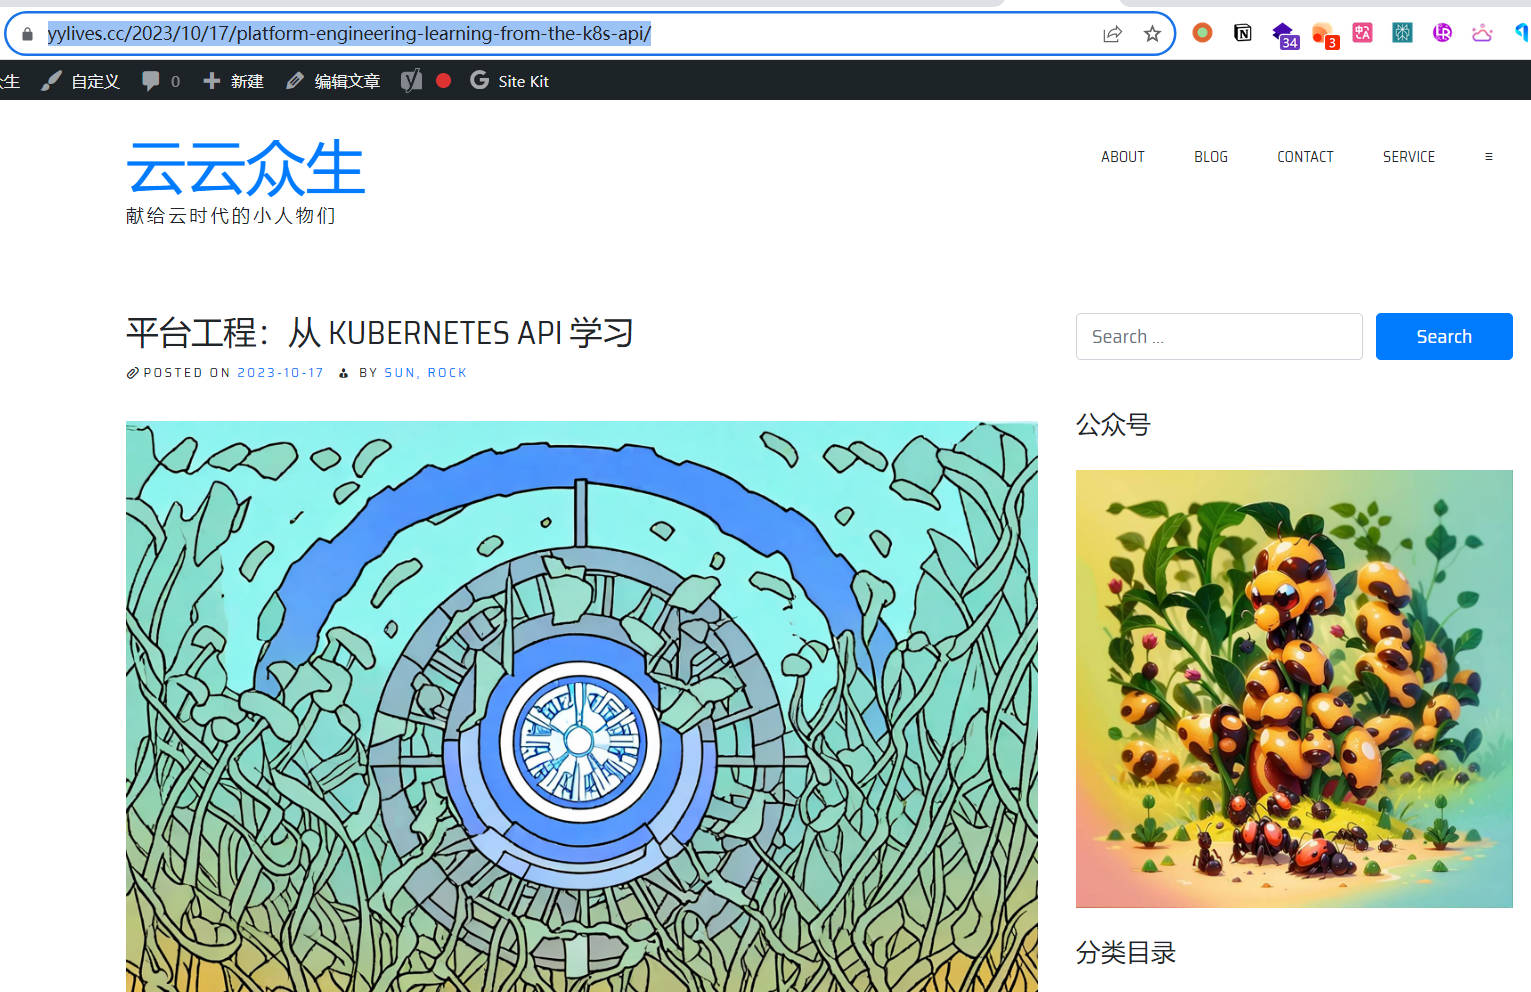 yylives.cc/2023/10/17/platform-engineering-learning-from-the-k8s-api/
34
3
生 自定义 0 新建 编辑文章 Site Kit
云云众生
献给云时代的小人物们
ABOUT BLOG CONTACT SERVICE ≡
平台工程：从 KUBERNETES API 学习
POSTED ON 2023-10-17 BY SUN, ROCK
Search ... Search
公众号
分类目录